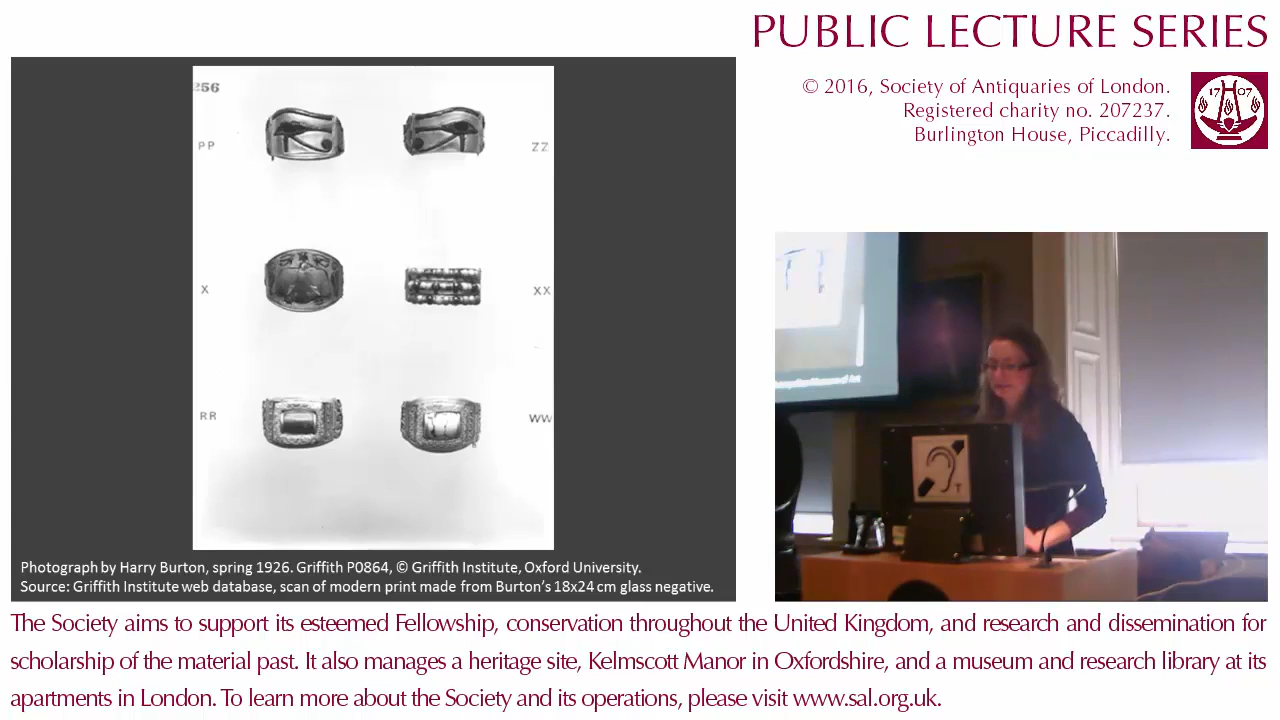 PUBLIC LECTURE SERIES
© 2016, Society of Antiquaries of London.
Registered charity no. 207237.
Burlington House, Piccadilly.
17 07
256
PP
ZZ
X
XX
RR
WW
Photograph by Harry Burton, spring 1926. Griffith P0864, © Griffith Institute, Oxford University.
Source: Griffith Institute web database, scan of modern print made from Burton's 18x24 cm glass negative.
T
The Society aims to support its esteemed Fellowship, conservation throughout the United Kingdom, and research and dissemination for
scholarship of the material past. It also manages a heritage site, Kelmscott Manor in Oxfordshire, and a museum and research library at its
apartments in London. To learn more about the Society and its operations, please visit www.sal.org.uk.